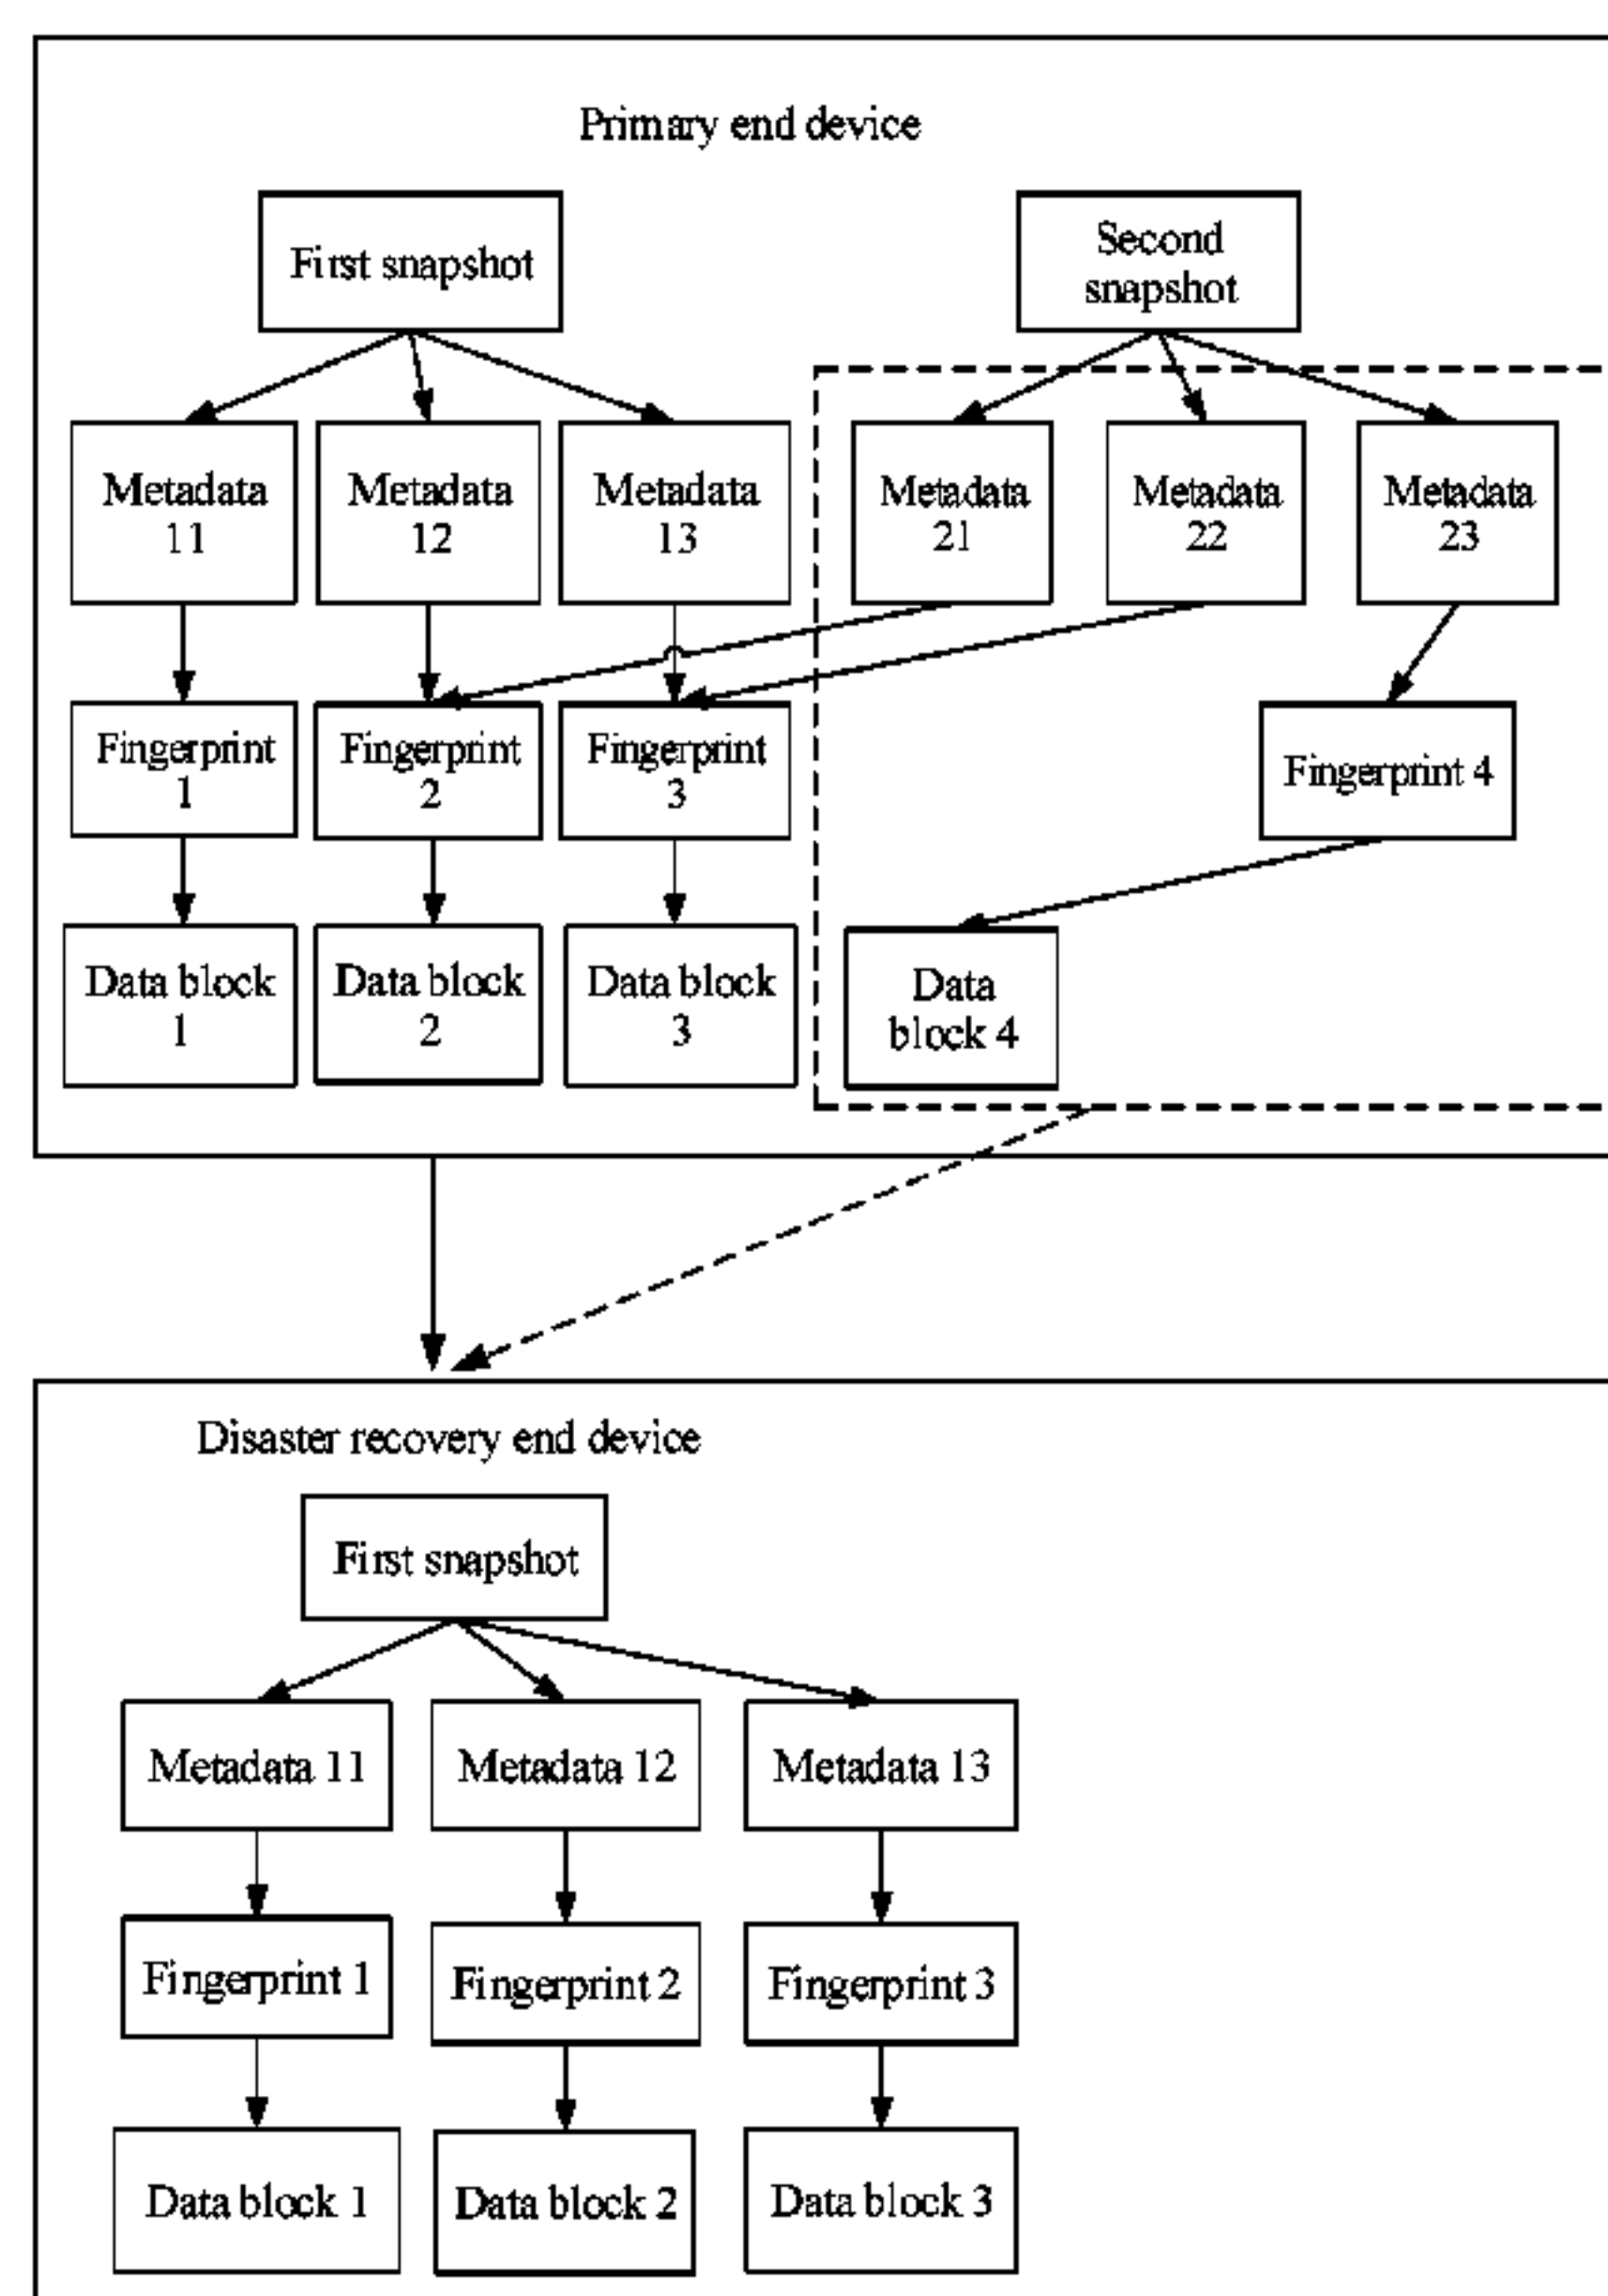 Primary end device
First snapshot
Second
snapshot
Metadata
11
Metadata
12
Metadata
13
Metadata
21
Metadata
22
Metadata
23
Fingerprint
1
Fingerprint
2
Fingerprint
3
Fingerprint 4
Data block
1
Data block
2
Data block
3
Data
block 4
Disaster recovery end device
First snapshot
Metadata 11
Metadata 12
Metadata 13
Fingerprint 1
Fingerprint 2
Fingerprint 3
Data block 1
Data block 2
Data block 3